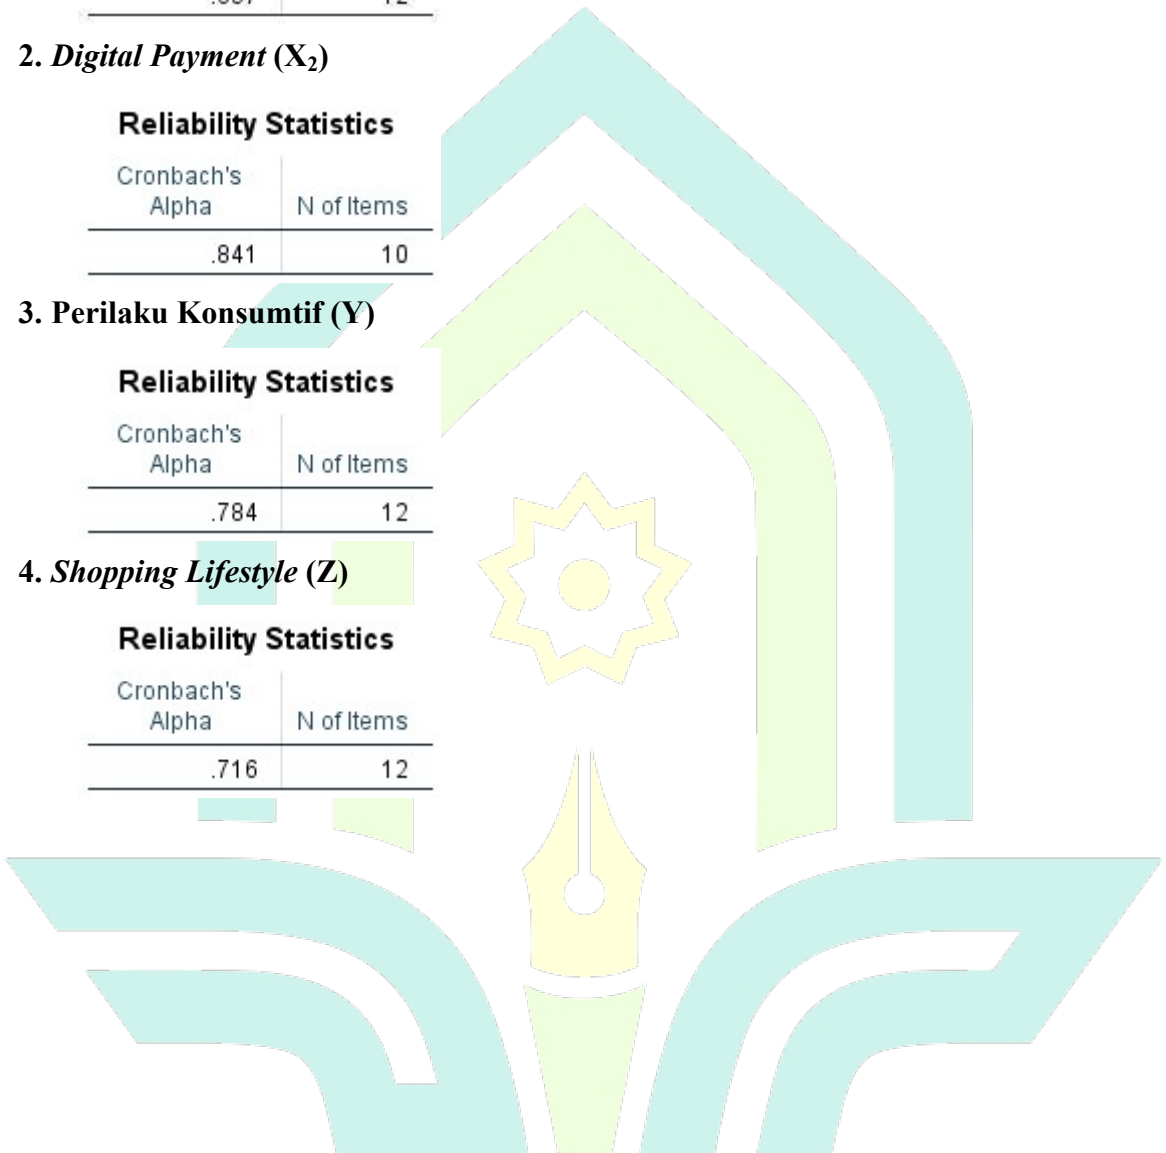 12
2. Digital Payment (X₂)
Reliability Statistics
Cronbach's
Alpha N of Items
.841 10
3. Perilaku Konsumtif (Y)
Reliability Statistics
Cronbach's
Alpha N of Items
.784 12
4. Shopping Lifestyle (Z)
Reliability Statistics
Cronbach's
Alpha N of Items
.716 12